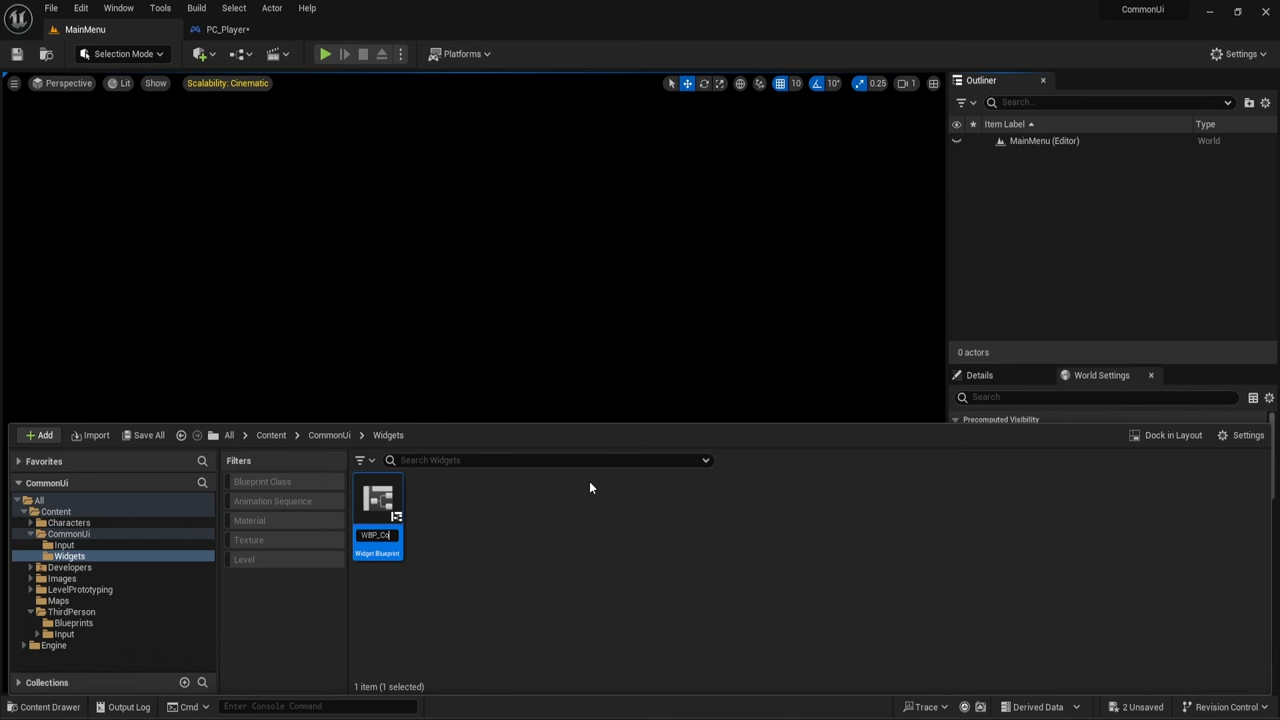 File Edit Window Tools Build Select Actor Help
CommonUi
MainMenu
PC_Player*
Selection Mode
Platforms
Settings
Perspective
Lit
Show
Scalability: Cinematic
10
10°
0.25
1
Outliner
Search...
Item Label
Type
MainMenu (Editor)
World
0 actors
Details
World Settings
Search
Precomputed Visibility
Add
Import
Save All
All
Content
CommonUi
Widgets
Dock in Layout
Settings
Favorites
CommonUi
All
Content
Characters
CommonUi
Input
Widgets
Developers
Images
LevelPrototyping
Maps
ThirdPerson
Blueprints
Input
Engine
Collections
Filters
Blueprint Class
Animation Sequence
Material
Texture
Level
Search Widgets
WBP_Co
Widget Blueprint
1 item (1 selected)
Content Drawer
Output Log
Cmd
Enter Console Command
Trace
Derived Data
2 Unsaved
Revision Control